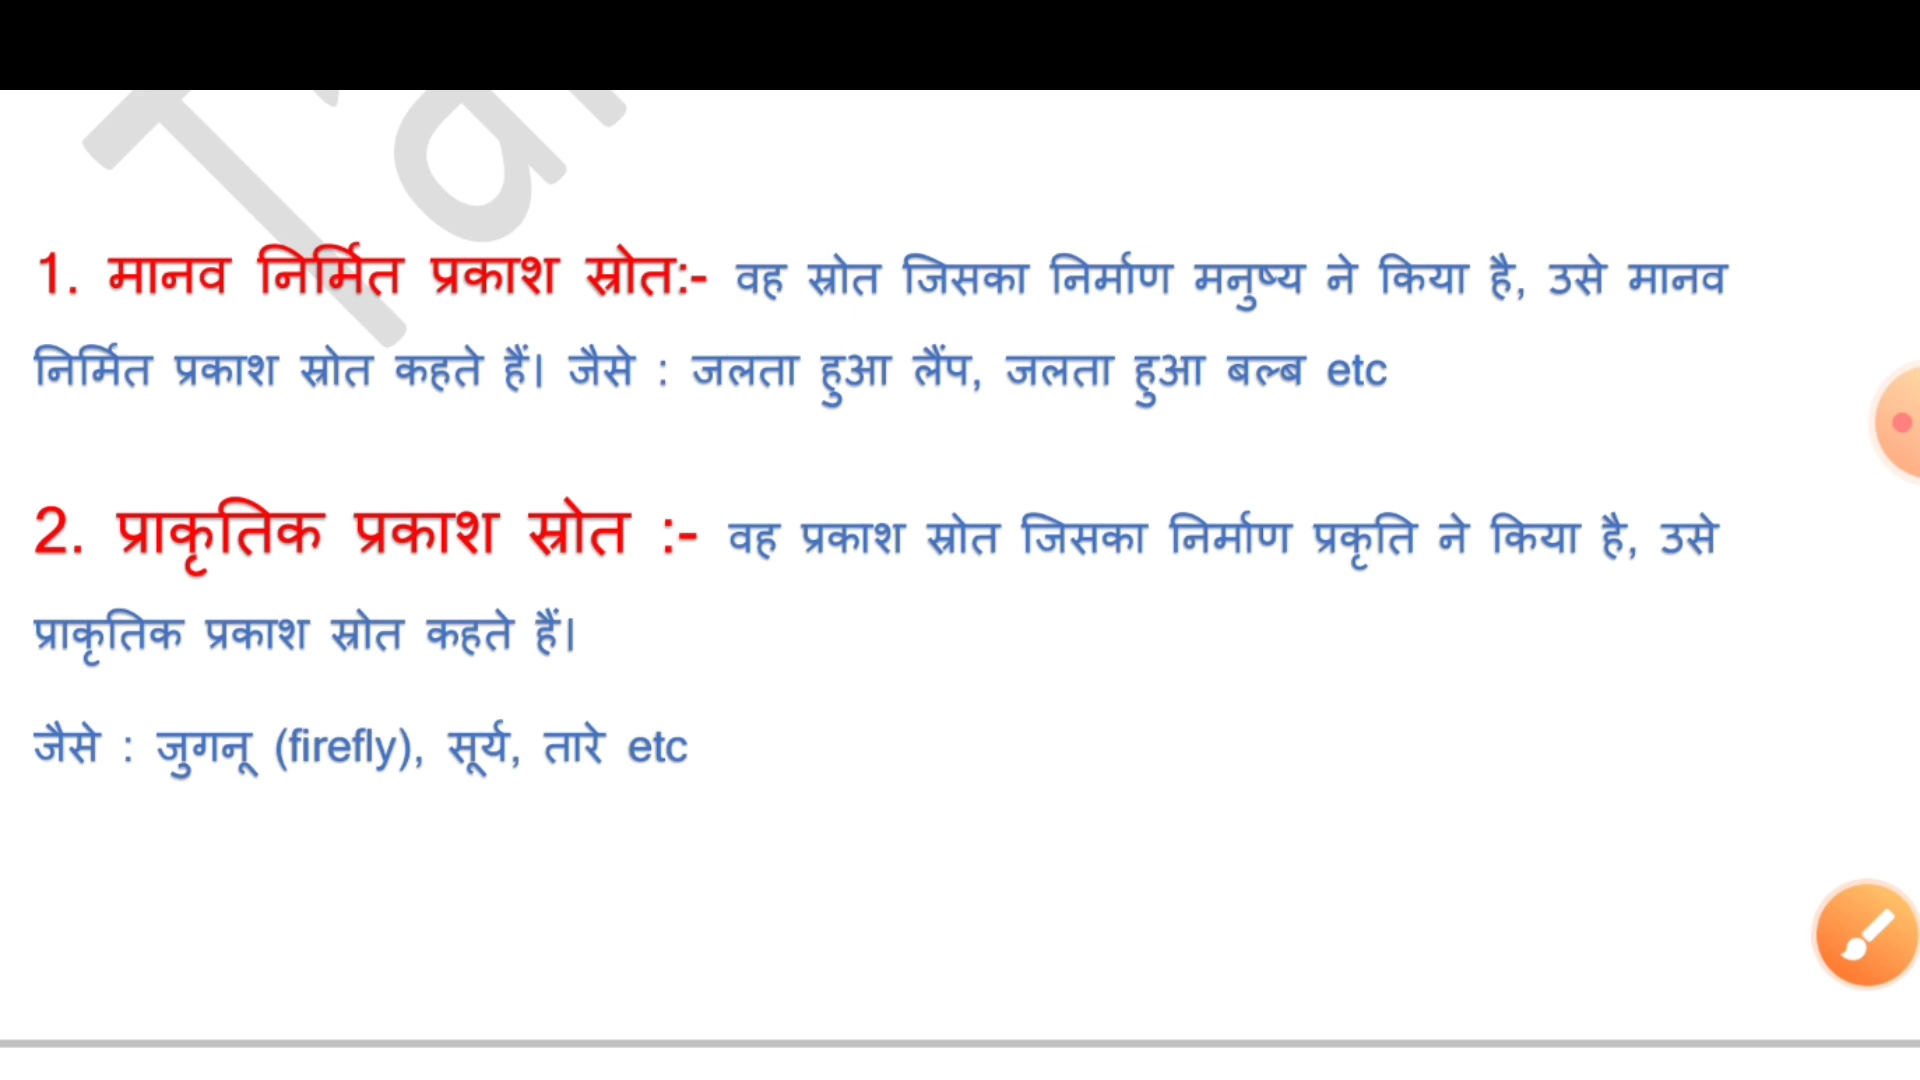 1. मानव निर्मित प्रकाश स्रोत:- वह स्रोत जिसका निर्माण मनुष्य ने किया है, उसे मानव
निर्मित प्रकाश स्रोत कहते हैं। जैसे : जलता हुआ लैंप, जलता हुआ बल्ब etc
2. प्राकृतिक प्रकाश स्रोत :- वह प्रकाश स्रोत जिसका निर्माण प्रकृति ने किया है, उसे
प्राकृतिक प्रकाश स्रोत कहते हैं।
जैसे : जुगनू (firefly), सूर्य, तारे etc